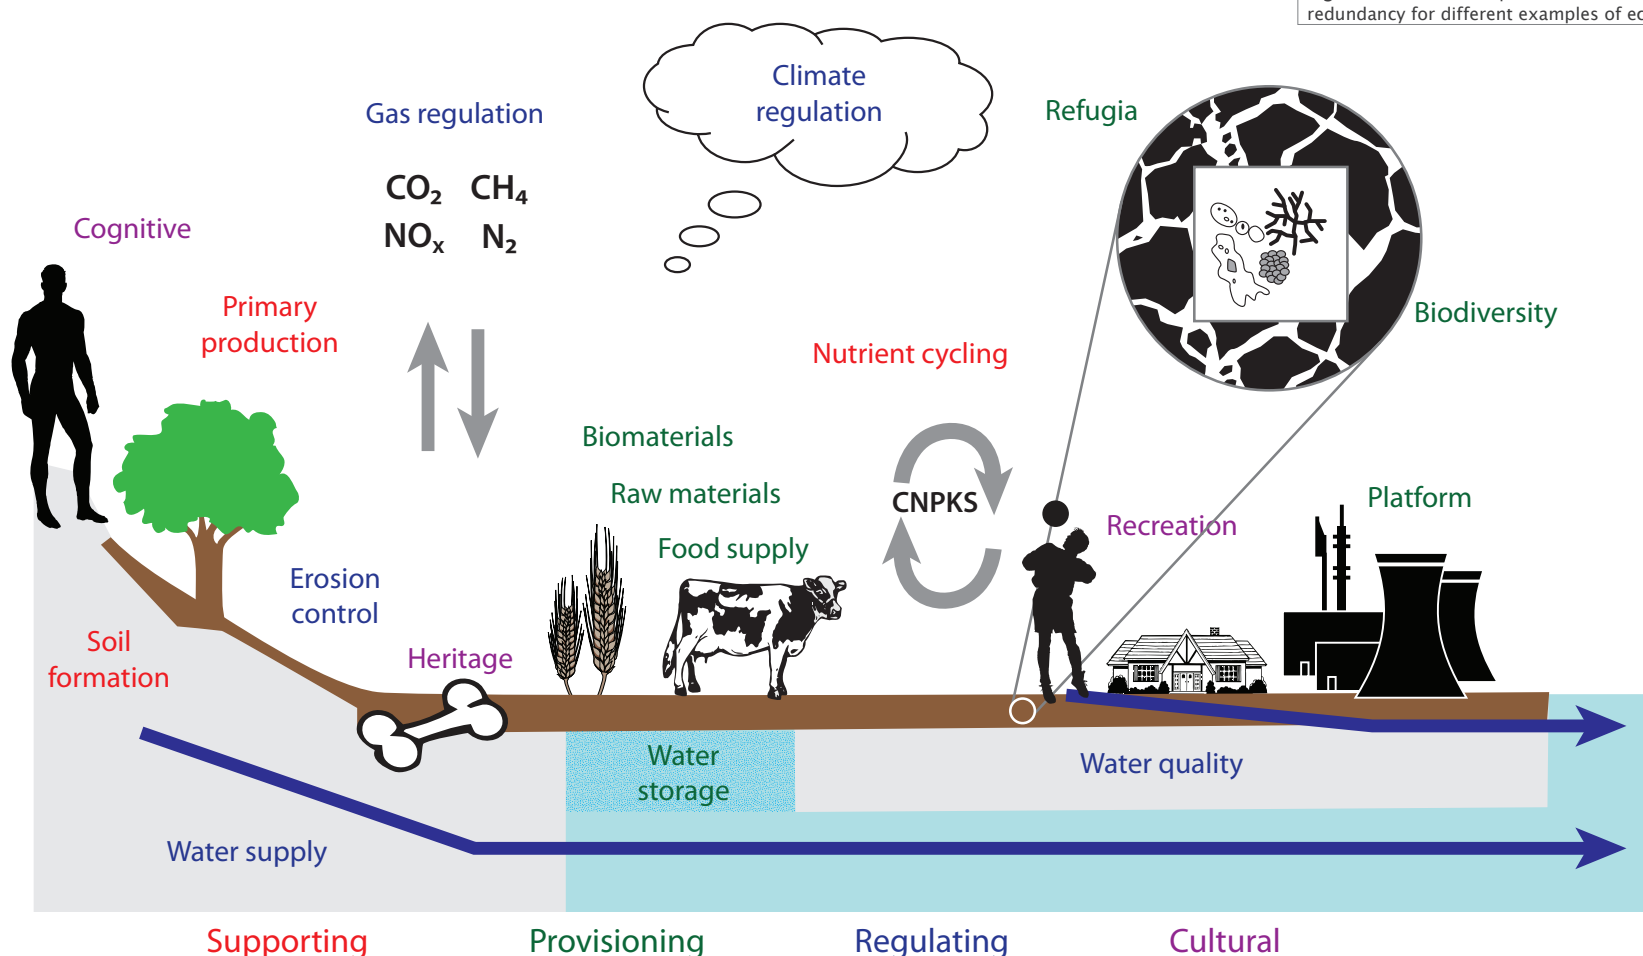 redundancy for different examples of
Climate
regulation
Gas regulation
Refugia
CO₂ CH₄
NOₓ N₂
Cognitive
Primary
production
Biodiversity
Nutrient cycling
Biomaterials
Raw materials
CNPKS
Platform
Recreation
Food supply
Erosion
control
Soil
formation
Heritage
Water
storage
Water quality
Water supply
Supporting Provisioning Regulating Cultural